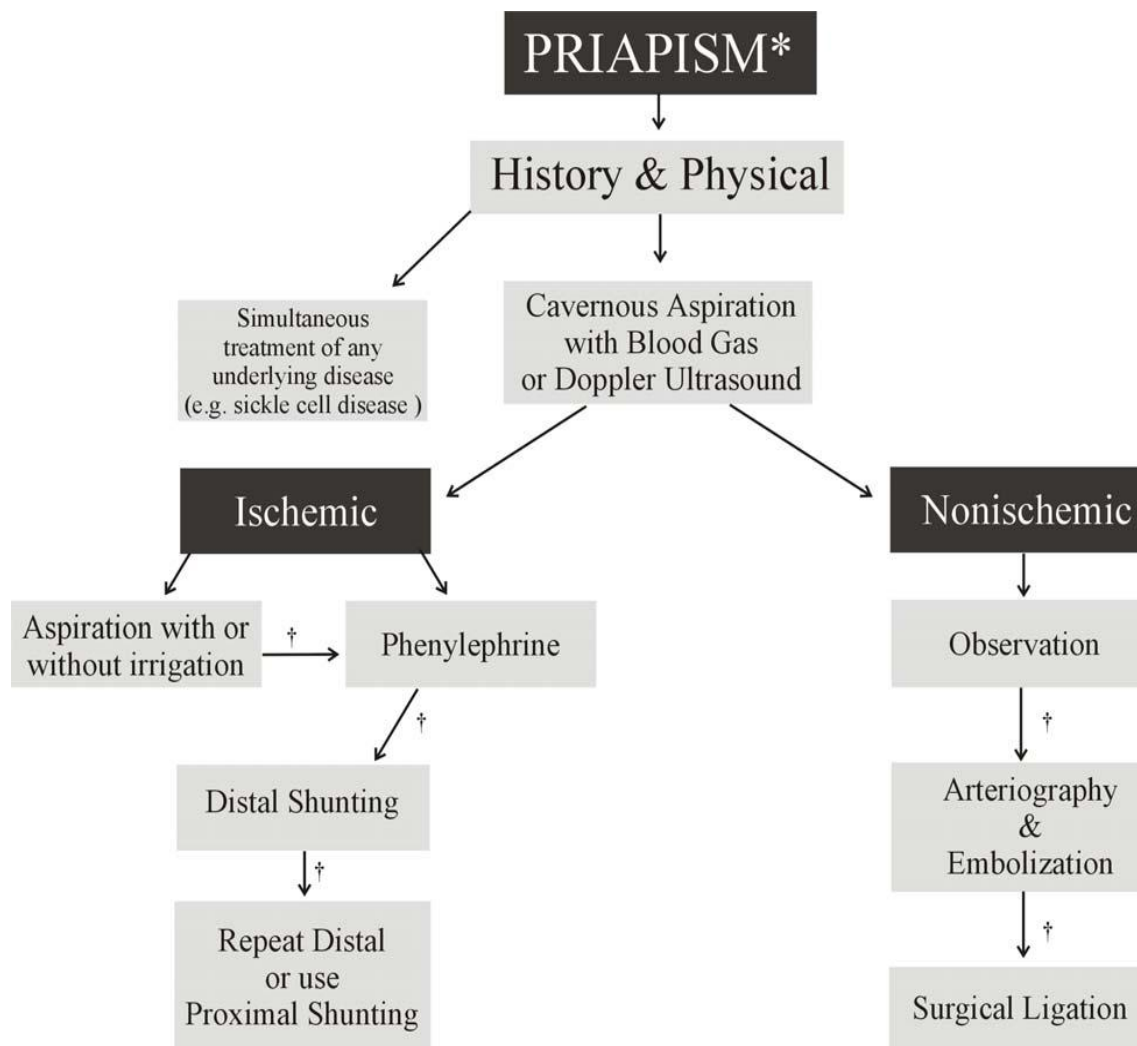 PRIAPISM*
History & Physical
Simultaneous
treatment of any
underlying disease
(e.g. sickle cell disease )
Cavernous Aspiration
with Blood Gas
or Doppler Ultrasound
Ischemic
Nonischemic
Aspiration with or
without irrigation
†
Phenylephrine
Observation
†
†
Distal Shunting
Arteriography
&
Embolization
†
†
Repeat Distal
or use
Proximal Shunting
Surgical Ligation